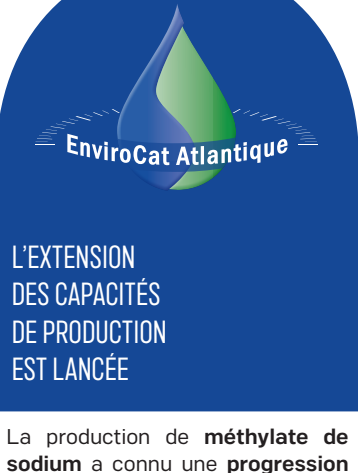 EnviroCat Atlantique
L'EXTENSION
DES CAPACITÉS
DE PRODUCTION
EST LANCÉE
La production de méthylate de
sodium a connu une progression